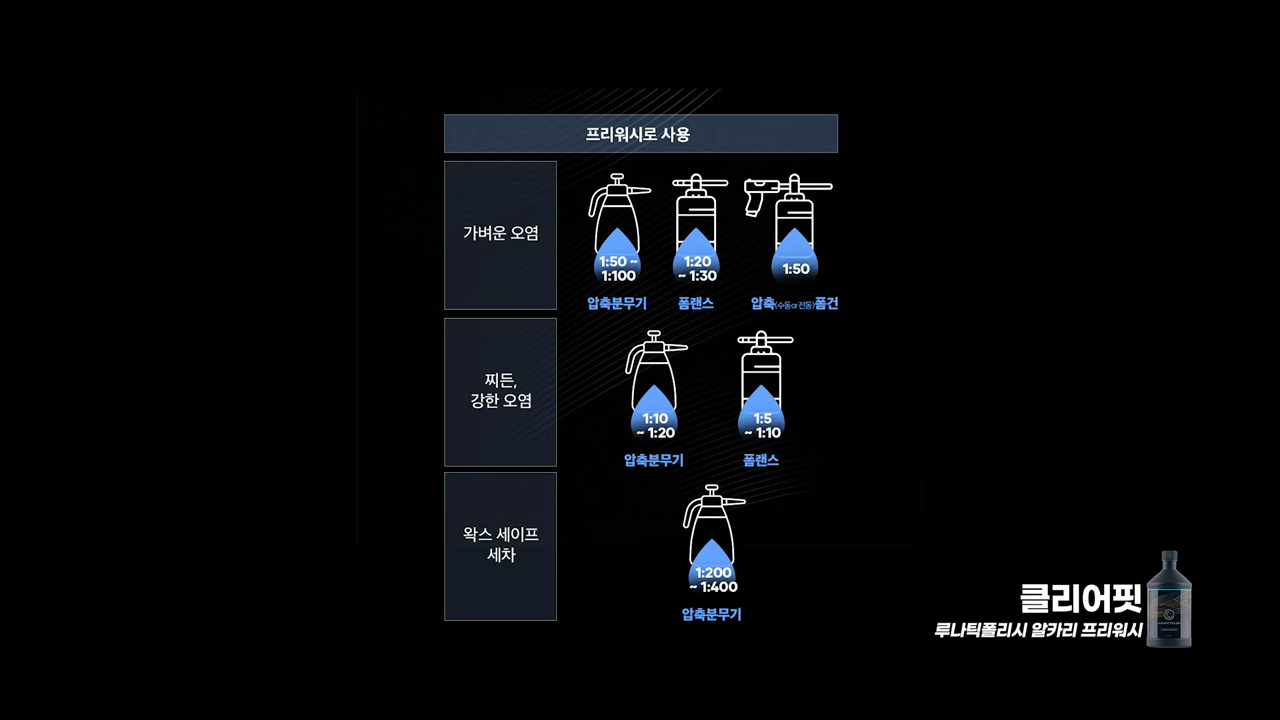 프리워시로 사용
가벼운 오염
1:50 ~
1:100
압축분무기
1:20
~ 1:30
폼랜스
1:50
압축(수동or전동)폼건
찌든,
강한 오염
1:10
~ 1:20
압축분무기
1:5
~ 1:10
폼랜스
왁스 세이프
세차
1:200
~ 1:400
압축분무기
클리어핏
루나틱폴리시 알카리 프리워시